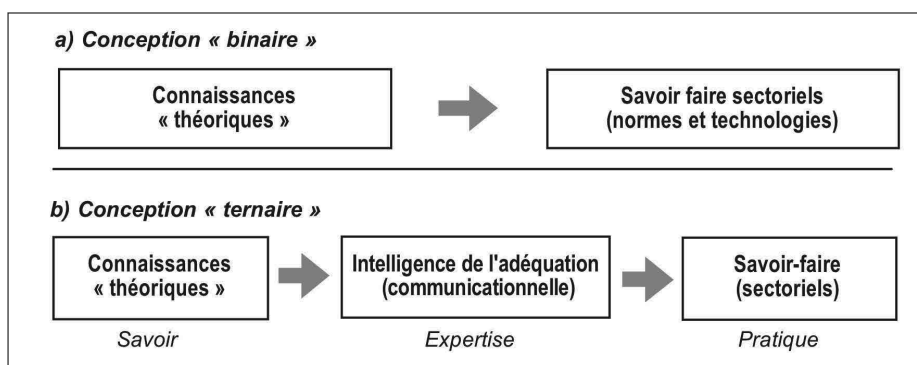 a) Conception « binaire »
Connaissances
« théoriques »
Savoir faire sectoriels
(normes et technologies)
b) Conception « ternaire »
Connaissances
« théoriques »
Intelligence de l'adéquation
(communicationnelle)
Savoir-faire
(sectoriels)
Savoir
Expertise
Pratique